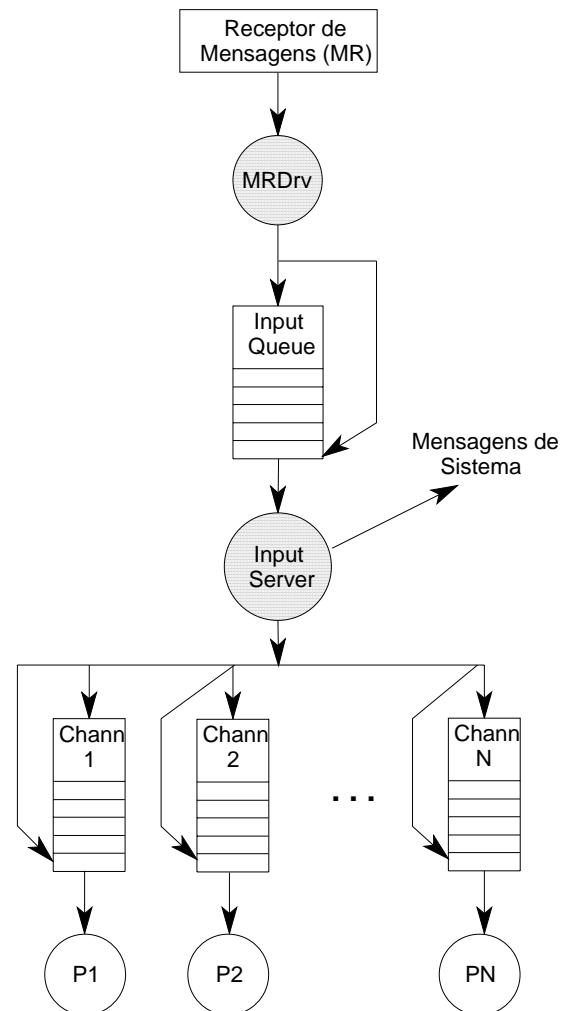 Receptor de
Mensagens (MR)
MRDrv
Input
Queue
Mensagens de
Sistema
Input
Server
Chann
1
Chann
2
. . .
Chann
N
P1
P2
PN